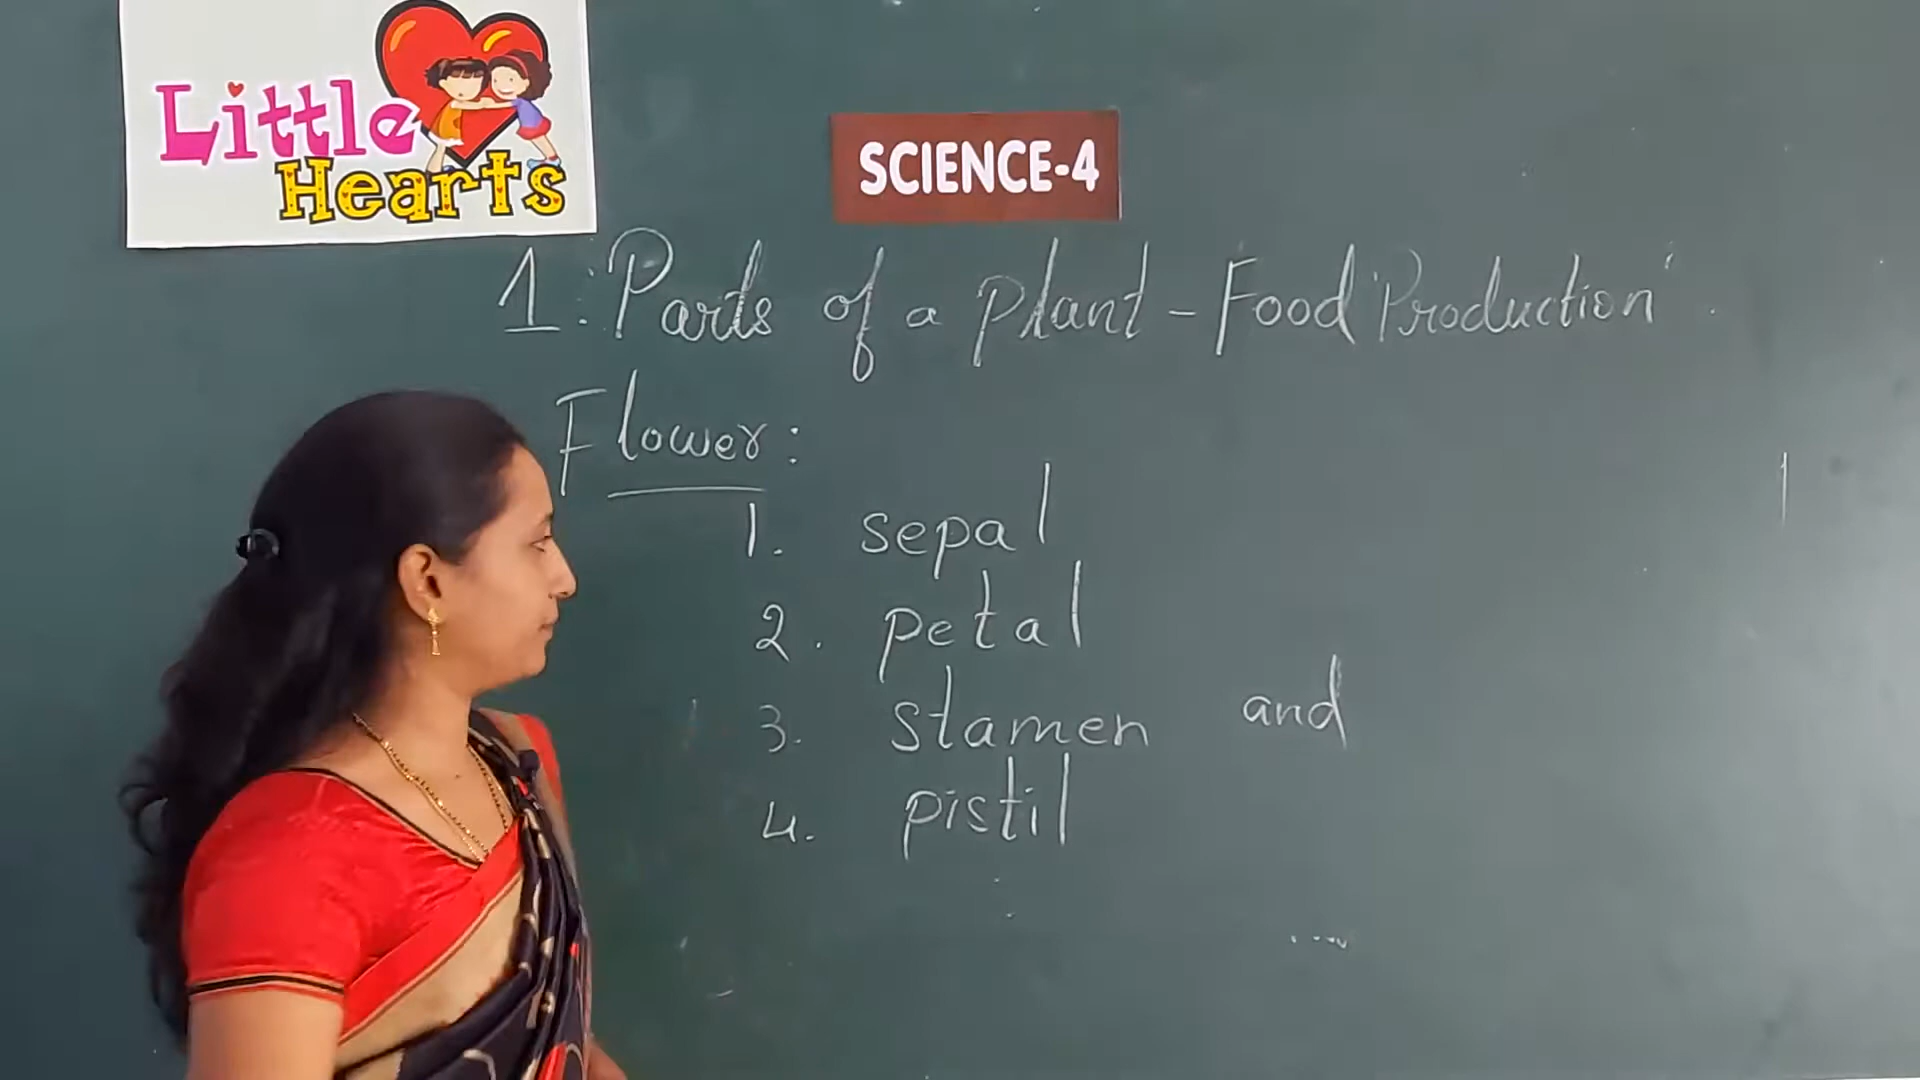 Little
Hearts
SCIENCE-4
1. Parts of a plant - Food Production.
Flower:
1. sepal
2. petal
3. stamen and
4. pistil